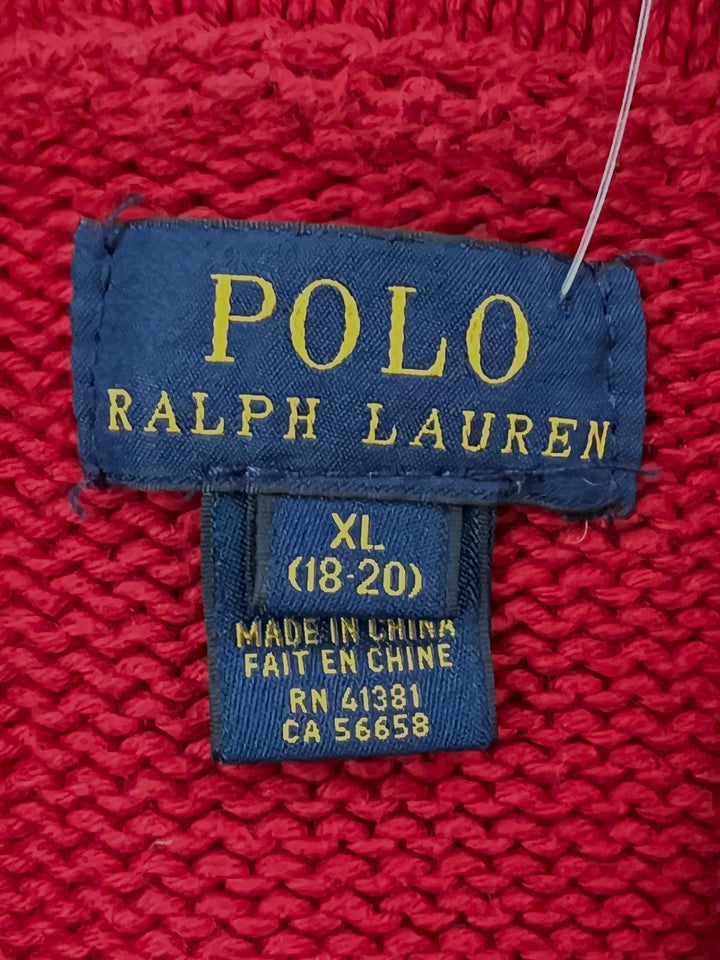 POLO
RALPH LAUREN
XL
(18-20)
MADE IN CHINA
FAIT EN CHINE
RN 41381
CA 56658